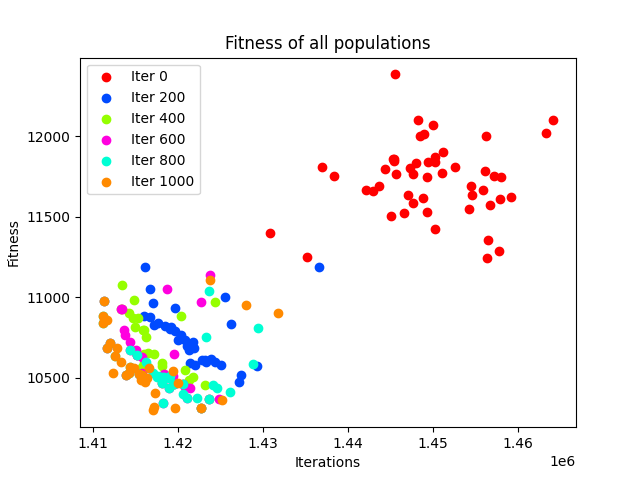 Fitness of all populations
Iter 0
Iter 200
Iter 400
Iter 600
Iter 800
Iter 1000
12000
11500
11000
10500
Fitness
1.41 1.42 1.43 1.44 1.45 1.46
1e6
Iterations